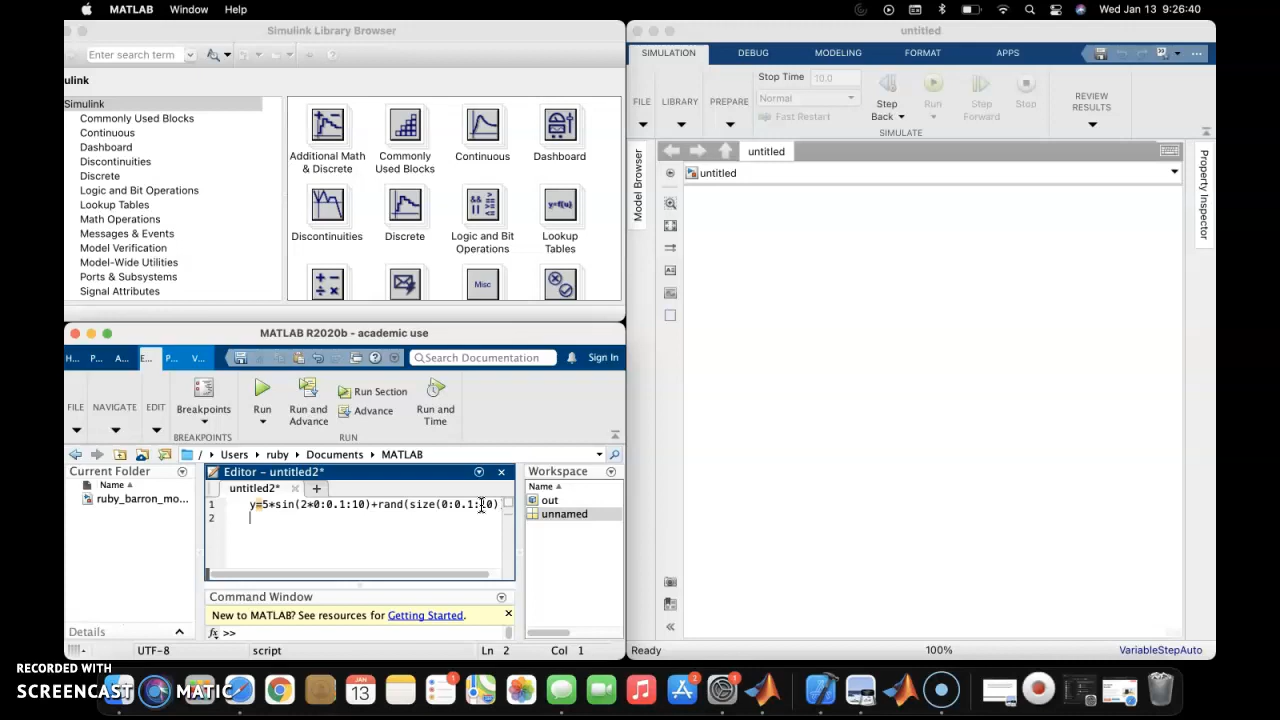 MATLAB Window Help Wed Jan 13 9:26:40
Simulink Library Browser
Enter search term
ulink
Simulink
Commonly Used Blocks
Continuous
Dashboard
Discontinuities
Discrete
Logic and Bit Operations
Lookup Tables
Math Operations
Messages & Events
Model Verification
Model-Wide Utilities
Ports & Subsystems
Signal Attributes
Additional Math & Discrete
Commonly Used Blocks
Continuous
Dashboard
Discontinuities
Discrete
Logic and Bit Operations
y=f(u)
Lookup Tables
Misc
untitled
SIMULATION DEBUG MODELING FORMAT APPS
FILE
LIBRARY
PREPARE
Stop Time 10.0
Normal
Fast Restart
Step Back
Run
Step Forward
Stop
SIMULATE
REVIEW RESULTS
untitled
untitled
Model Browser
Property Inspector
Ready 100% VariableStepAuto
MATLAB R2020b - academic use
H... P... A... E... P... V...
Search Documentation
Sign In
FILE
NAVIGATE
EDIT
Breakpoints
BREAKPOINTS
Run
Run and Advance
Run Section
Advance
Run and Time
RUN
/ Users ruby Documents MATLAB
Current Folder
Name
ruby_barron_mo...
Details
Editor - untitled2*
untitled2*
1 y=5*sin(2*0:0.1:10)+rand(size(0:0.1:10)
2
Command Window
New to MATLAB? See resources for Getting Started.
fx >>
Workspace
Name
out
unnamed
UTF-8 script Ln 2 Col 1
RECORDED WITH
SCREENCAST MATIC
JAN
13
1
2
1